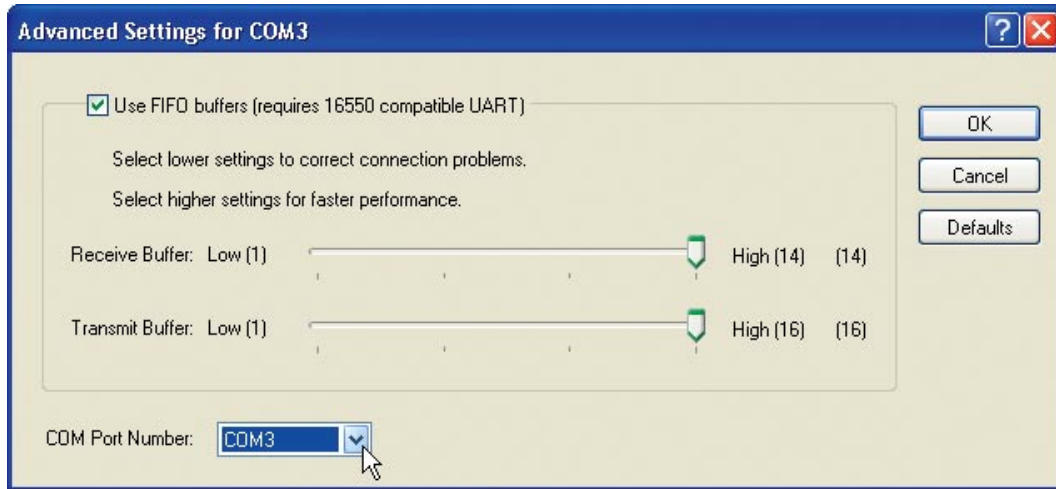 Advanced Settings for COM3
Use FIFO buffers (requires 16550 compatible UART)
OK
Select lower settings to correct connection problems.
Cancel
Select higher settings for faster performance.
Defaults
Receive Buffer: Low (1) High (14) (14)
Transmit Buffer: Low (1) High (16) (16)
COM Port Number: COM3